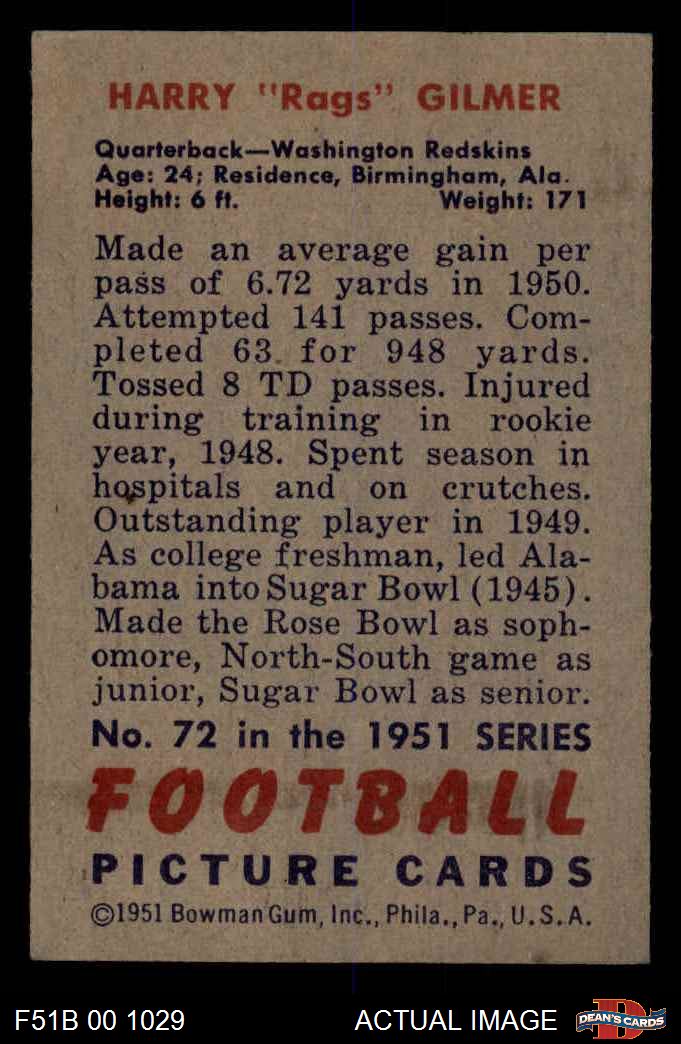 HARRY "Rags" GILMER
Quarterback—Washington Redskins
Age: 24; Residence, Birmingham, Ala.
Height: 6 ft. Weight: 171
Made an average gain per
pass of 6.72 yards in 1950.
Attempted 141 passes. Com-
pleted 63 for 948 yards.
Tossed 8 TD passes. Injured
during training in rookie
year, 1948. Spent season in
hospitals and on crutches.
Outstanding player in 1949.
As college freshman, led Ala-
bama into Sugar Bowl (1945).
Made the Rose Bowl as soph-
omore, North-South game as
junior, Sugar Bowl as senior.
No. 72 in the 1951 SERIES
FOOTBALL
PICTURE CARDS
©1951 Bowman Gum, Inc., Phila., Pa., U.S.A.
F51B 00 1029 ACTUAL IMAGE D DEAN'S CARDS